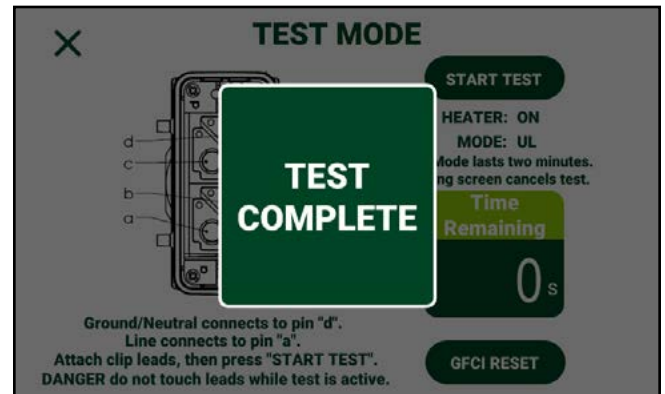 TEST MODE
START TEST
d
c
b
a
HEATER: ON
MODE: UL
Mode lasts two minutes.
screen cancels test.
TEST
COMPLETE
Time
Remaining
0 s
Ground/Neutral connects to pin "d".
Line connects to pin "a".
Attach clip leads, then press "START TEST".
DANGER do not touch leads while test is active.
GFCI RESET